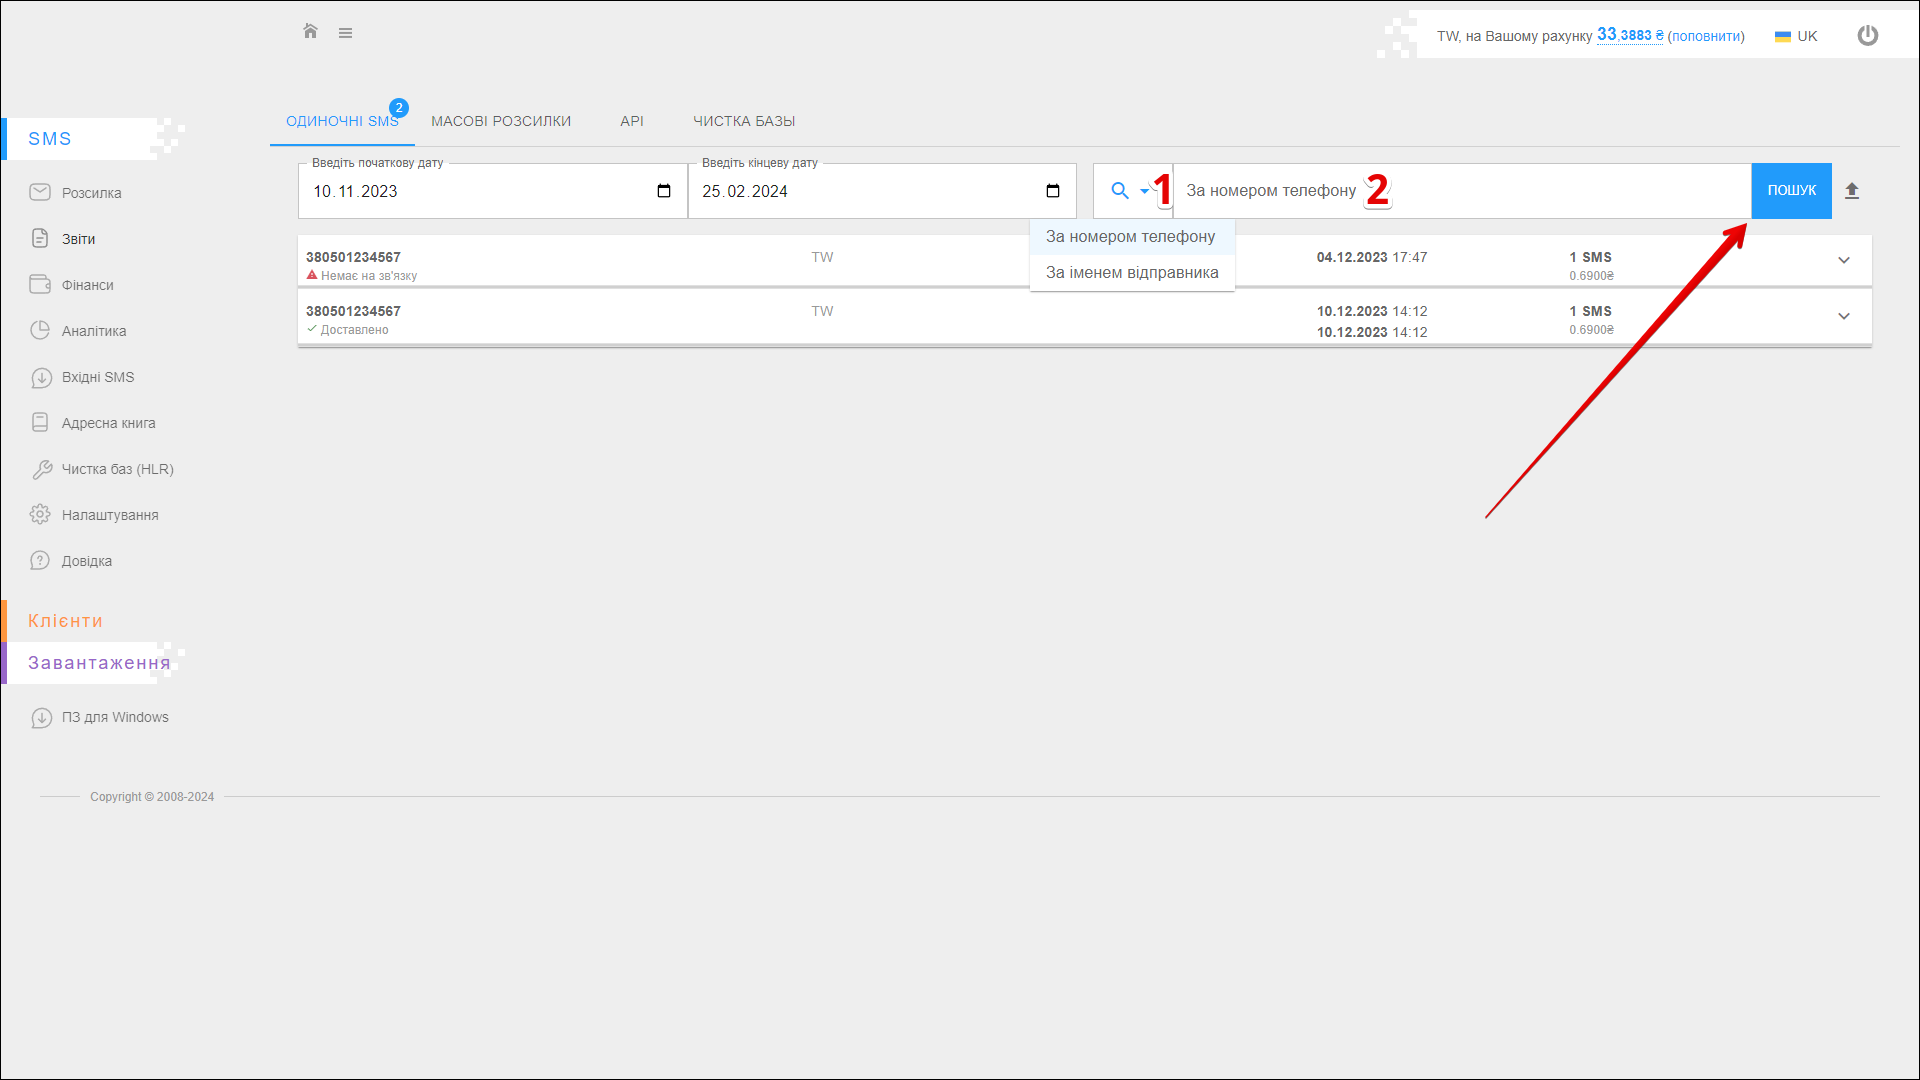 TW, на Вашому рахунку 33,3883 ₴ (поповнити)
UK
SMS
Розсилка
Звіти
Фінанси
Аналітика
Вхідні SMS
Адресна книга
Чистка баз (HLR)
Налаштування
Довідка
Клієнти
Завантаження
ПЗ для Windows
ОДИНОЧНІ SMS 2
МАСОВІ РОЗСИЛКИ
API
ЧИСТКА БАЗЫ
Введіть початкову дату
10.11.2023
Введіть кінцеву дату
25.02.2024
1
За номером телефону 2
ПОШУК
За номером телефону
За іменем відправника
380501234567 TW 04.12.2023 17:47 1 SMS
Немає на зв'язку 0.6900₴
380501234567 TW 10.12.2023 14:12 1 SMS
Доставлено 10.12.2023 14:12 0.6900₴
Copyright © 2008-2024